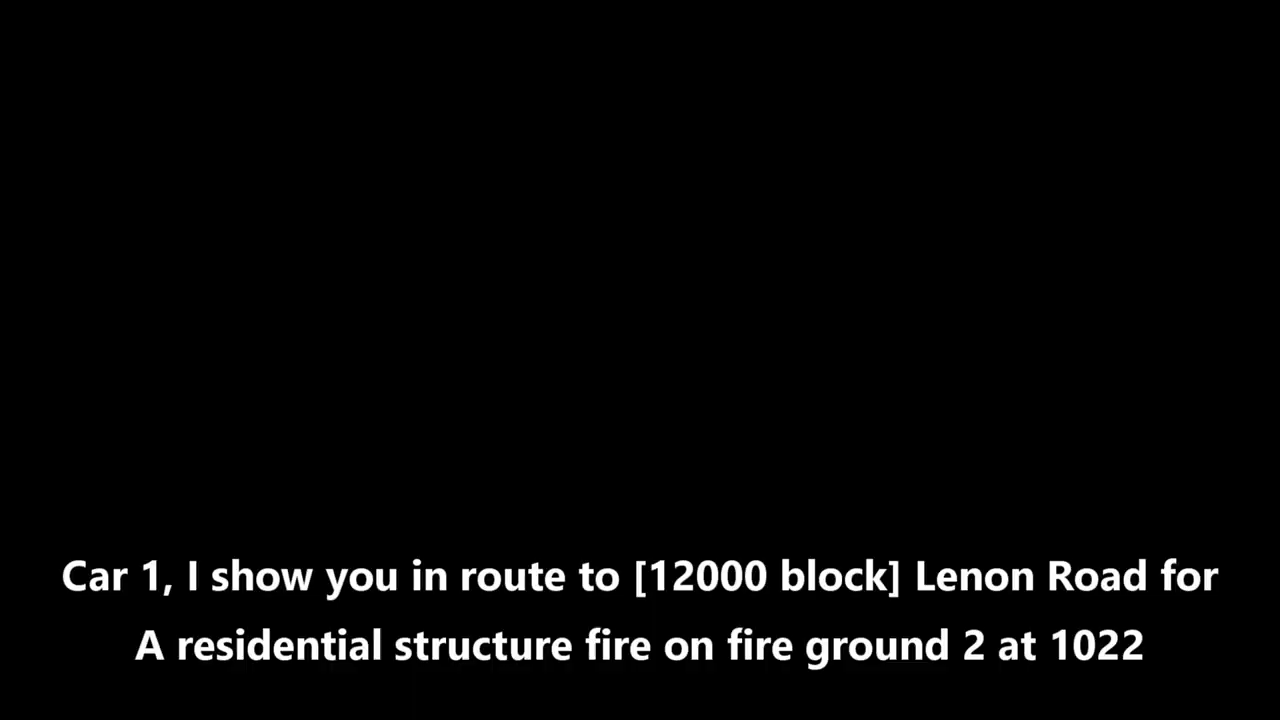 Car 1, I show you in route to [12000 block] Lenon Road for
A residential structure fire on fire ground 2 at 1022